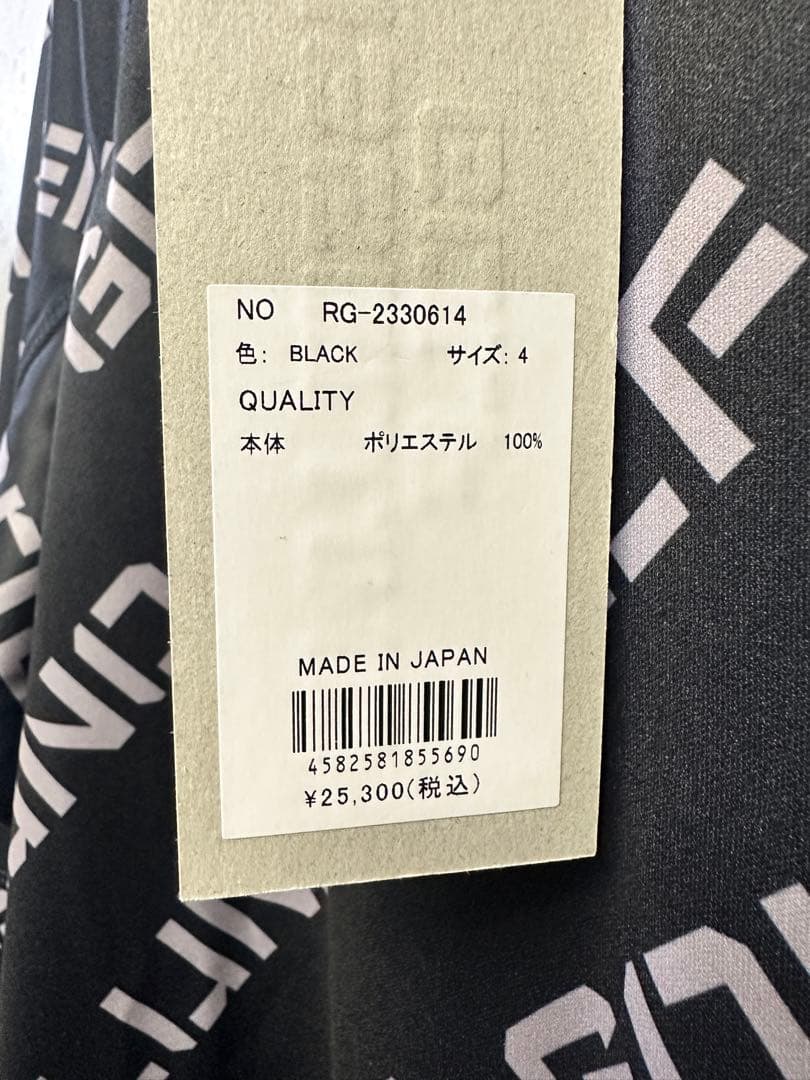 NO RG-2330614
色: BLACK サイズ: 4
QUALITY
本体 ポリエステル 100%
MADE IN JAPAN
4582581855690
¥25,300(税込)